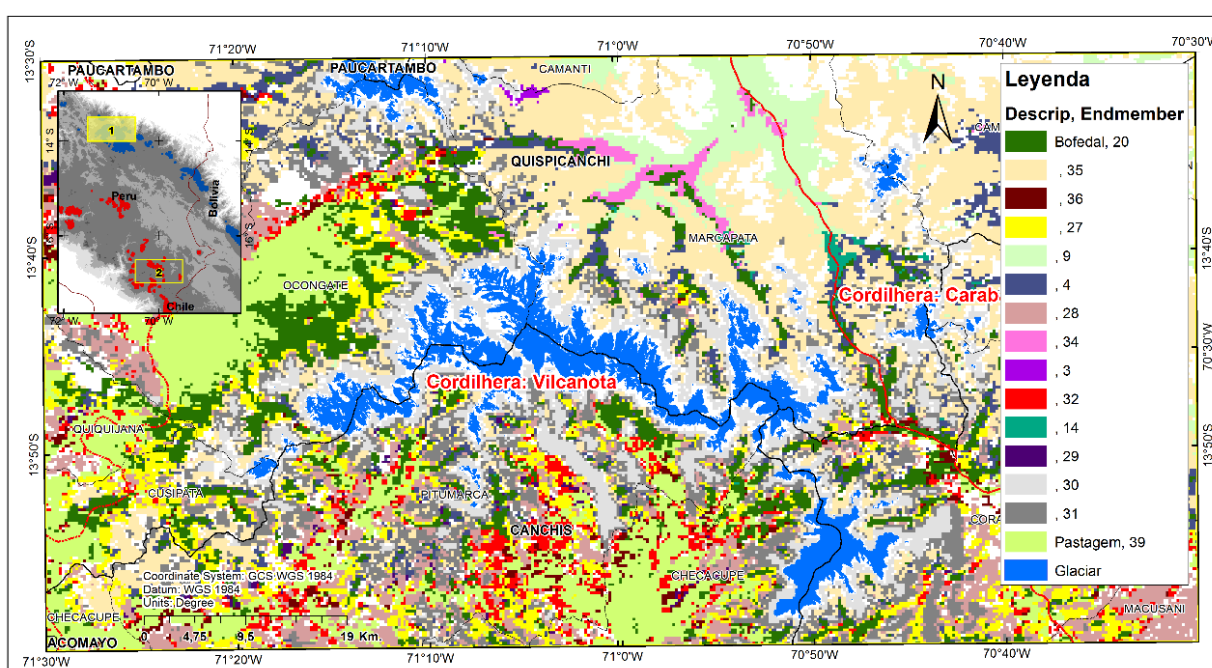 71°20'W 71°10'W 71°0'W 70°50'W 70°40'W 70°30'W
13°30'S
PAUCARTAMBO
PAUCARTAMBO
CAMANTI
72° W 70° W
14° S
14° S
1
Peru
Bolivia
16° S
16° S
2
Chile
72° W 70° W
N
QUISPICANCHI
MARCAPATA
OCONGATE
13°40'S
13°40'S
Cordilhera: Carab
Cordilhera: Vilcanota
70°30'W
QUIQUIJANA
13°50'S
13°50'S
CUSIPATA
PITUMARCA
CANCHIS
CORA
CHECACUPE
MACUSANI
CHECACUPE
ACOMAYO
Coordinate System: GCS WGS 1984
Datum: WGS 1984
Units: Degree
0 4,75 9,5 19 Km.
Leyenda
Descrip, Endmember
Bofedal, 20
, 35
, 36
, 27
, 9
, 4
, 28
, 34
, 3
, 32
, 14
, 29
, 30
, 31
Pastagem, 39
Glaciar
CAM
71°30'W 71°20'W 71°10'W 71°0'W 70°50'W 70°40'W